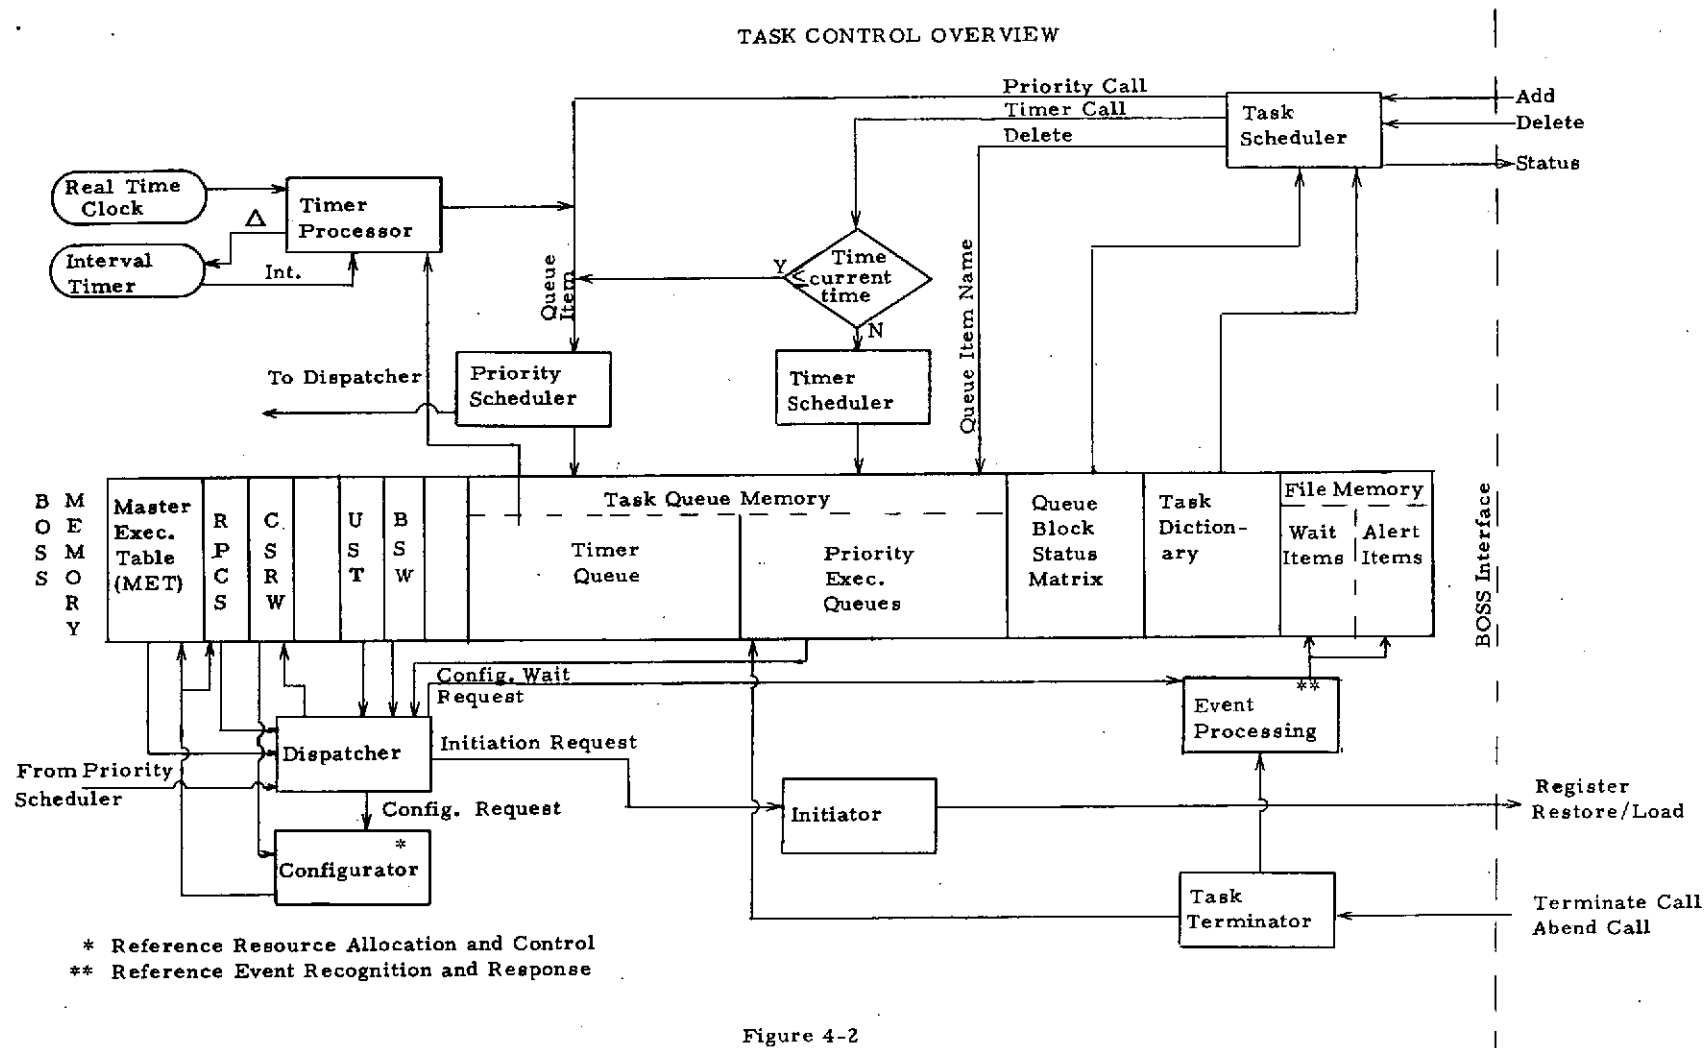 TASK CONTROL OVERVIEW
Priority Call
Timer Call
Delete
Task
Scheduler
Add
Delete
Status
Real Time
Clock
Δ
Interval
Timer
Int.
Timer
Processor
Queue
Item
Y
Time
≤ current
time
N
Queue Item Name
To Dispatcher
Priority
Scheduler
Timer
Scheduler
BOSS
MEMORY
Master
Exec.
Table
(MET)
RPCS
CSRW
UST
BSW
Task Queue Memory
Timer
Queue
Priority
Exec.
Queues
Queue
Block
Status
Matrix
Task
Diction-
ary
File Memory
Wait
Items
Alert
Items
BOSS Interface
Config. Wait
Request
**
Event
Processing
Dispatcher
Initiation Request
From Priority
Scheduler
Config. Request
Initiator
Register
Restore/Load
*
Configurator
Task
Terminator
Terminate Call
Abend Call
* Reference Resource Allocation and Control
** Reference Event Recognition and Response
Figure 4-2